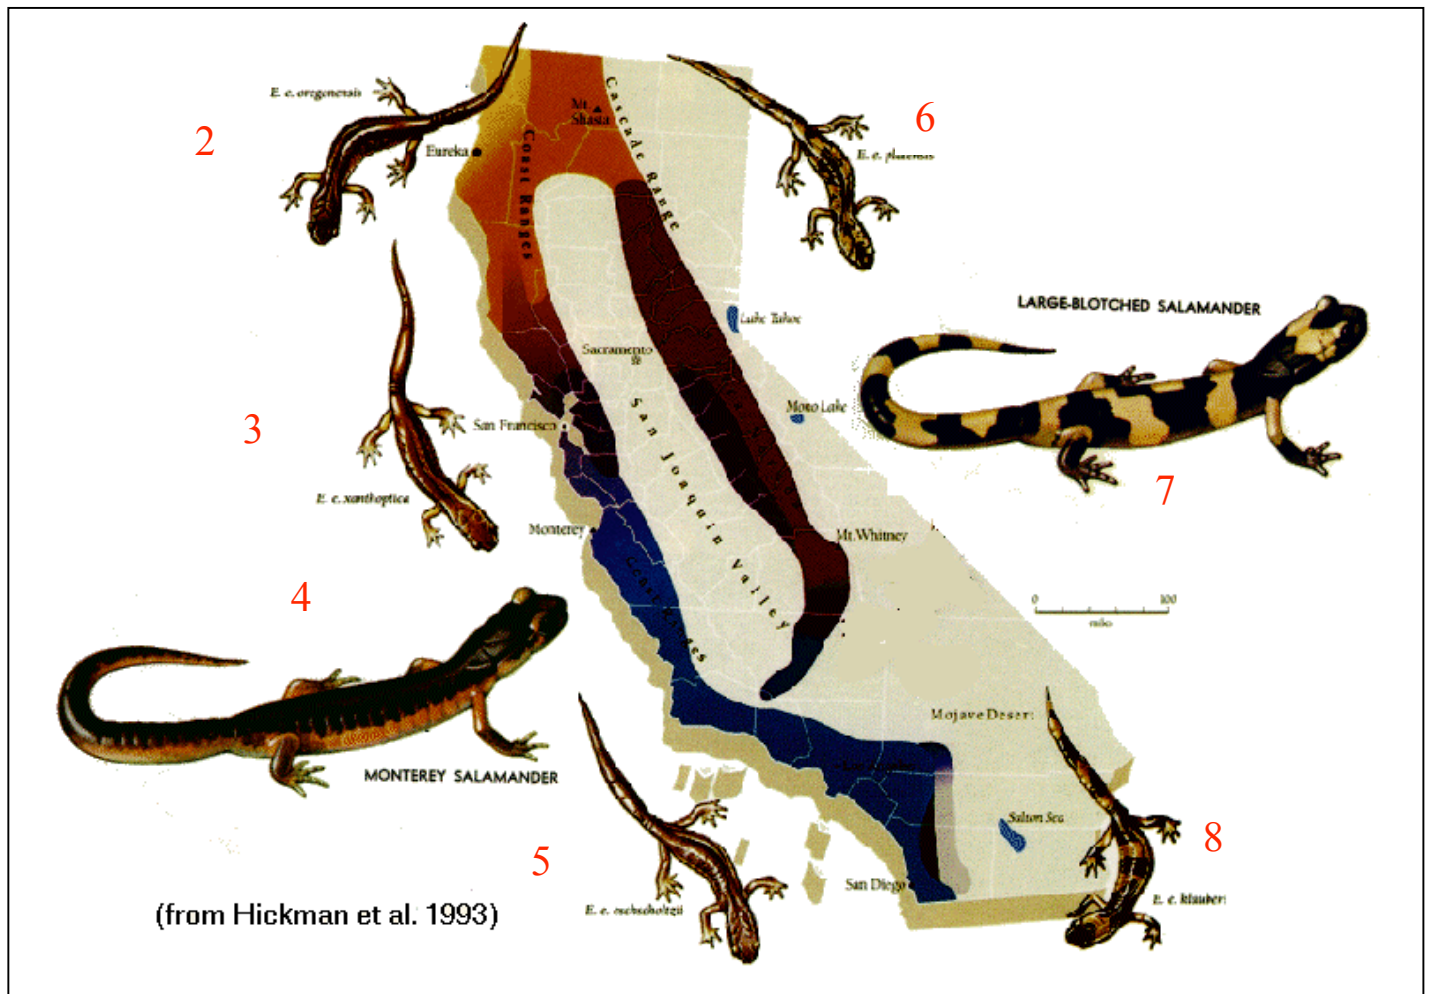 E. e. oregonensis
2
Eureka
Mt.
Shasta
Cascade Range
Coast Ranges
6
E. e. platensis
LARGE-BLOTCHED SALAMANDER
Lake Tahoe
Sacramento
Mono Lake
San Francisco
San Joaquin Valley
3
E. e. xanthoptica
7
Monterey
Mt. Whitney
Coast Ranges
4
0 100
miles
MONTEREY SALAMANDER
Mojave Desert
Salton Sea
8
5
San Diego
E. e. klauberi
E. e. eschscholtzii
(from Hickman et al. 1993)